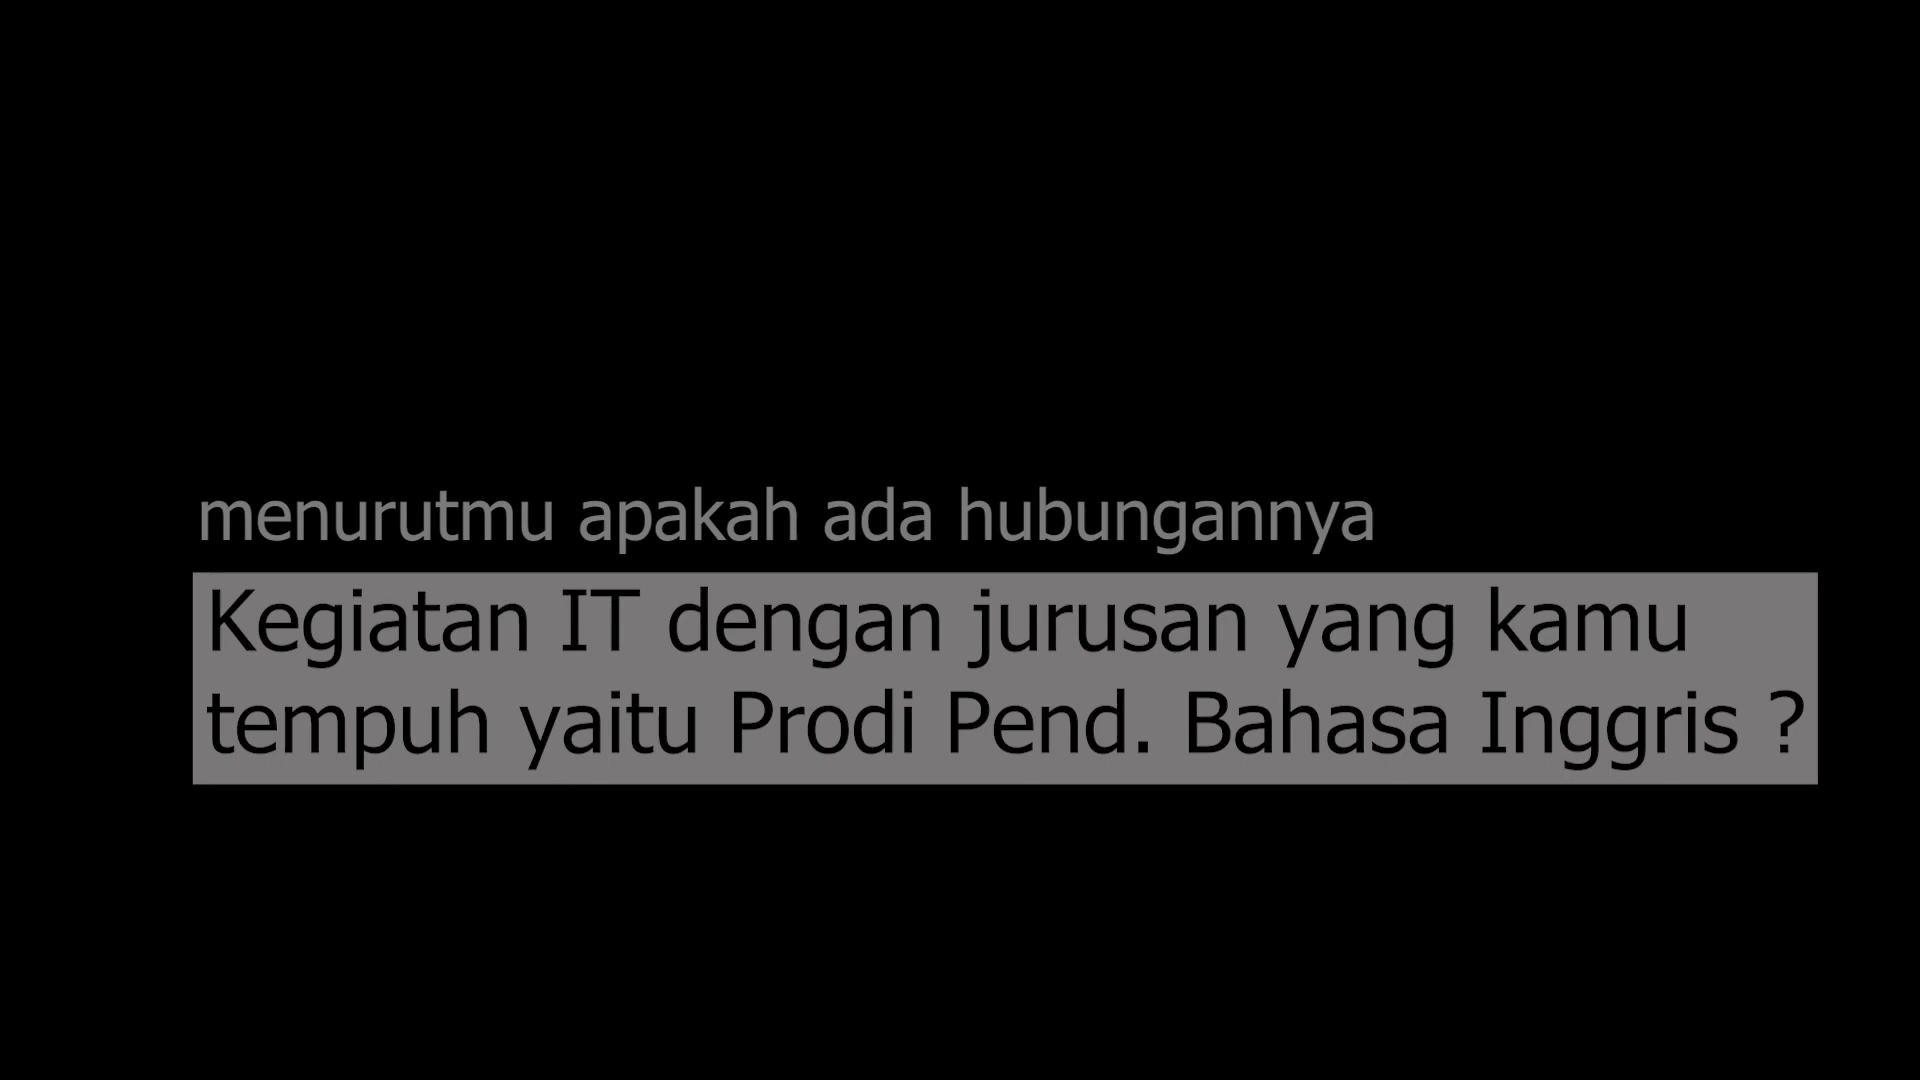 menurutmu apakah ada hubungannya
Kegiatan IT dengan jurusan yang kamu
tempuh yaitu Prodi Pend. Bahasa Inggris ?